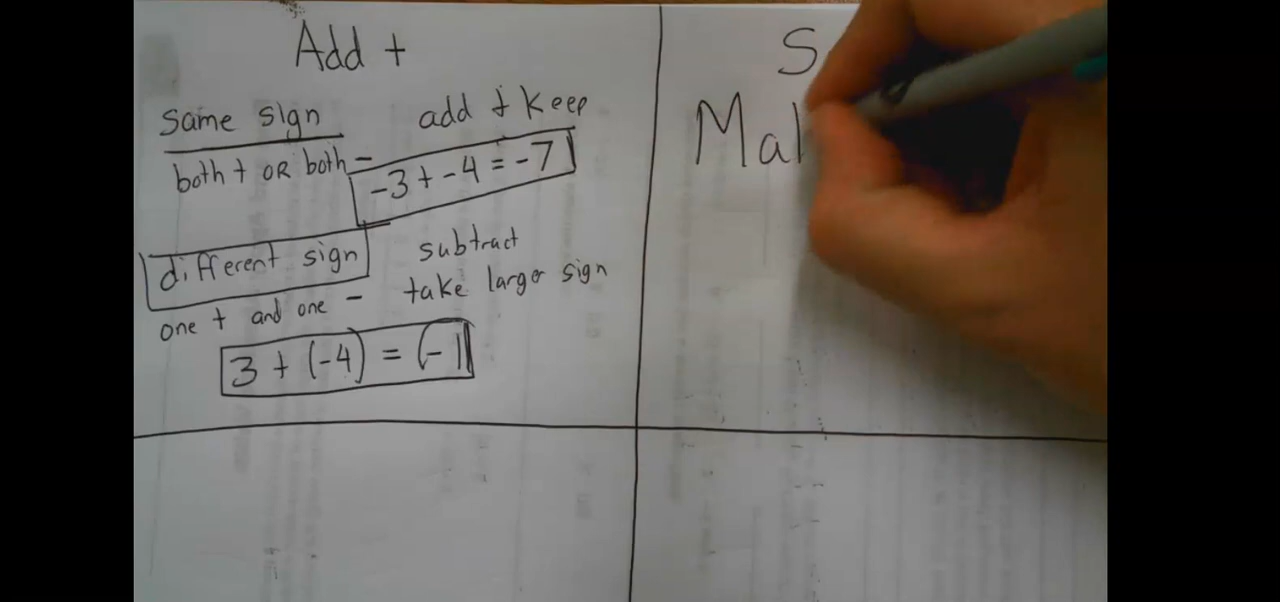 Add +
same sign
add + keep
both + OR both -
-3 + -4 = -7
different sign
subtract
take larger sign
one + and one -
3 + (-4) = (-1
S
Mal